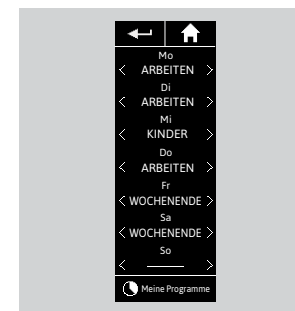 Mo
ARBEITEN
Di
ARBEITEN
Mi
KINDER
Do
ARBEITEN
Fr
WOCHENENDE
Sa
WOCHENENDE
So
Meine Programme